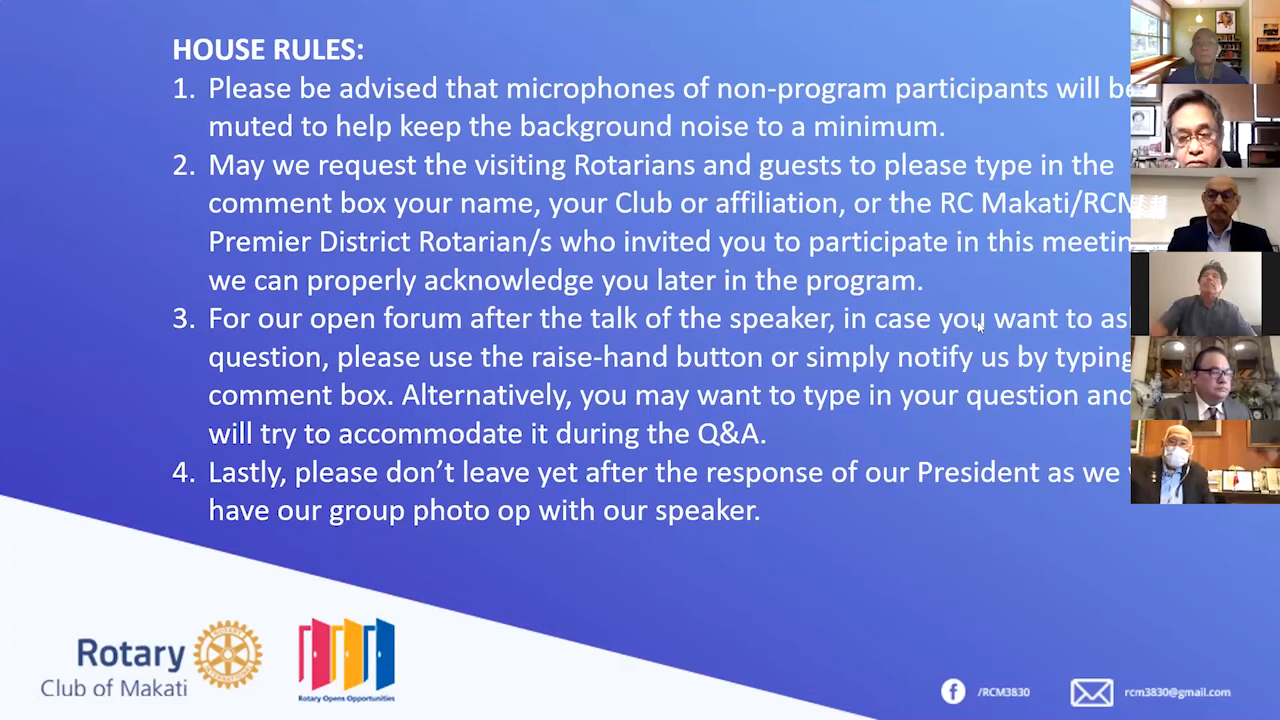 HOUSE RULES:
1. Please be advised that microphones of non-program participants will be
muted to help keep the background noise to a minimum.
2. May we request the visiting Rotarians and guests to please type in the
comment box your name, your Club or affiliation, or the RC Makati/RCM
Premier District Rotarian/s who invited you to participate in this
we can properly acknowledge you later in the program.
3. For our open forum after the talk of the speaker, in case you want to
question, please use the raise-hand button or simply notify us by typing
comment box. Alternatively, you may want to type in your question and
will try to accommodate it during the Q&A.
4. Lastly, please don’t leave yet after the response of our President as we
have our group photo op with our speaker.
Rotary
Club of Makati
ROTARY
INTERNATIONAL
Rotary Opens Opportunities
/RCM3830
rcm3830@gmail.com